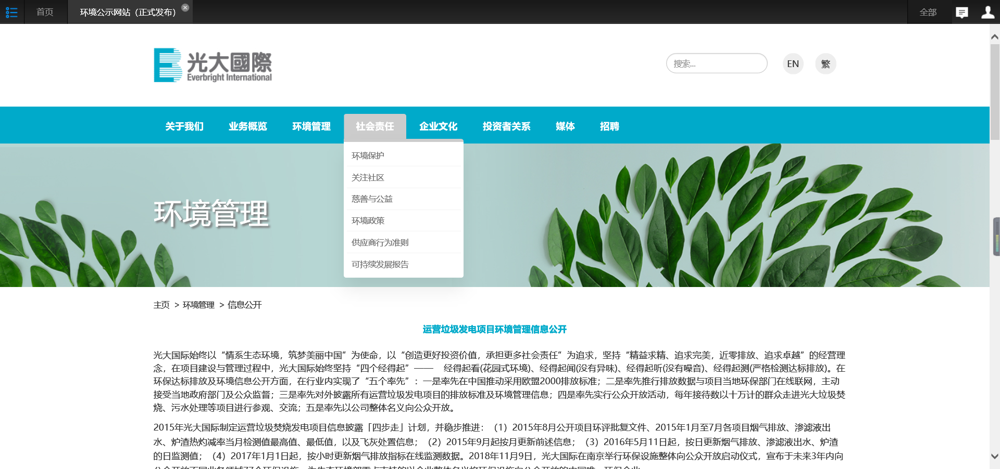 首页
环境公示网站（正式发布）
全部
光大國際
Everbright International
搜索...
EN
繁
关于我们
业务概览
环境管理
社会责任
企业文化
投资者关系
媒体
招聘
环境保护
关注社区
慈善与公益
环境政策
供应商行为准则
可持续发展报告
环境管理
主页 > 环境管理 > 信息公开
运营垃圾发电项目环境管理信息公开
光大国际始终以“情系生态环境，筑梦美丽中国”为使命，以“创造更好投资价值，承担更多社会责任”为追求，坚持“精益求精、追求完美，近零排放、追求卓越”的经营理
念，在项目建设与管理过程中，光大国际始终坚持“四个经得起”—— 经得起看(花园式环境)、经得起闻(没有异味)、经得起听(没有噪音)、经得起测(严格检测达标排放)。在
环保达标排放及环境信息公开方面，在行业内实现了“五个率先”：一是率先在中国推动采用欧盟2000排放标准；二是率先推行排放数据与项目当地环保部门在线联网，主动
接受当地政府部门及公众监督；三是率先对外披露所有运营垃圾发电项目的排放标准及环境管理信息；四是率先实行公众开放活动，每年接待数以十万计的群众走进光大垃圾焚
烧、污水处理等项目进行参观、交流；五是率先以公司整体名义向公众开放。
2015年光大国际制定运营垃圾焚烧发电项目信息披露「四步走」计划，并稳步推进：（1）2015年8月公开项目环评批复文件、2015年1月至7月各项目烟气排放、渗滤液出
水、炉渣热灼减率当月检测值最高值、最低值，以及飞灰处置信息；（2）2015年9月起按月更新前述信息；（3）2016年5月11日起，按日更新烟气排放、渗滤液出水、炉渣
的日监测值；（4）2017年1月1日起，按小时更新烟气排放指标在线监测数据。2018年11月9日，光大国际在南京举行环保设施整体向公众开放启动仪式，宣布于未来3年内向